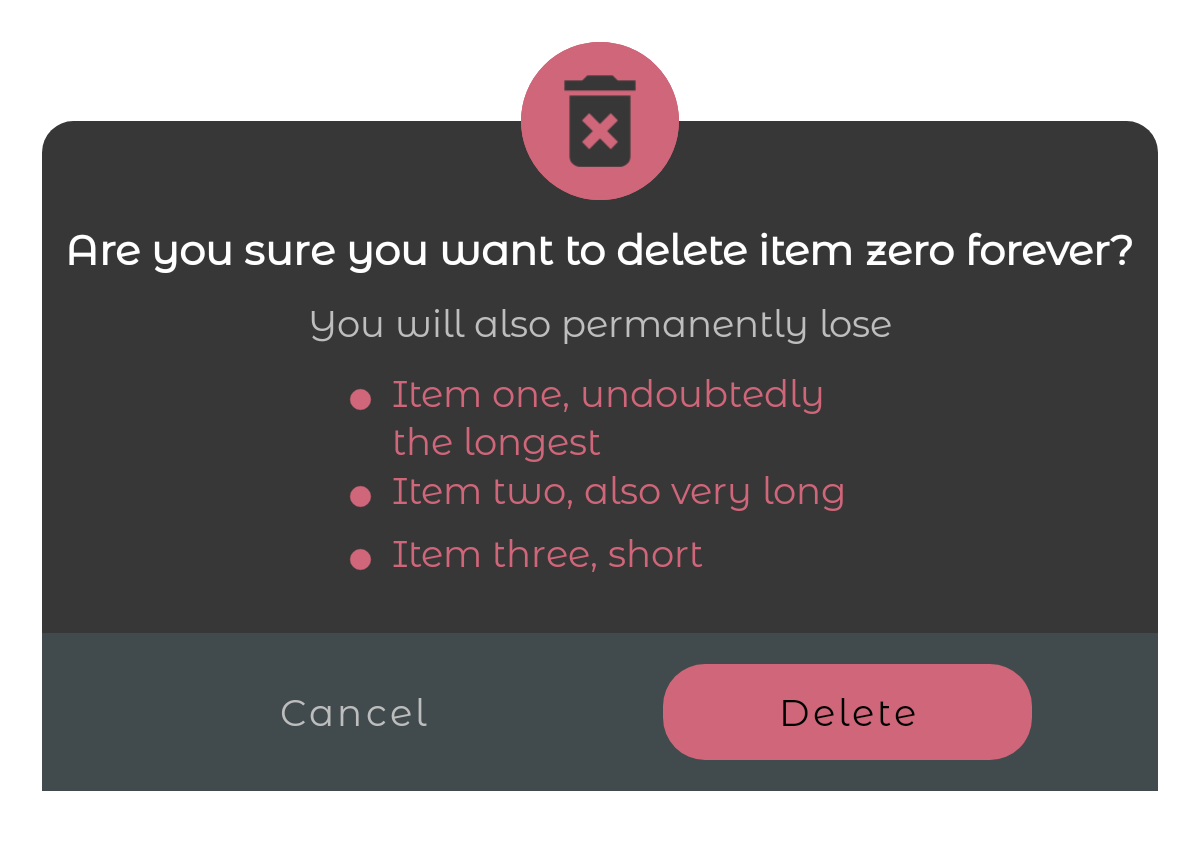 Are you sure you want to delete item zero forever?
You will also permanently lose
Item one, undoubtedly
the longest
Item two, also very long
Item three, short
Cancel
Delete